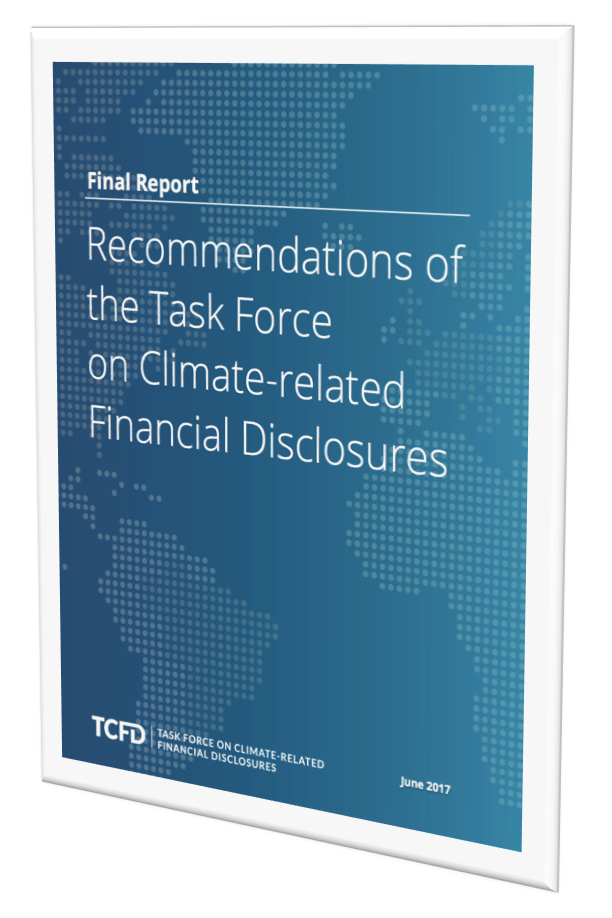 Final Report
Recommendations of
the Task Force
on Climate-related
Financial Disclosures
TCFD
TASK FORCE ON CLIMATE-RELATED
FINANCIAL DISCLOSURES
June 2017